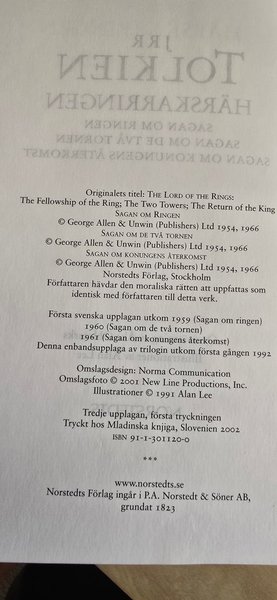 JRR
TOLKIEN
HÄRSKARRINGEN
SAGAN OM RINGEN
SAGAN OM DE TVÅ TORNEN
SAGAN OM KONUNGENS ÅTERKOMST
Originalets titel: THE LORD OF THE RINGS:
The Fellowship of the Ring; The Two Towers; The Return of the King
SAGAN OM RINGEN
© George Allen & Unwin (Publishers) Ltd 1954, 1966
SAGAN OM DE TVÅ TORNEN
© George Allen & Unwin (Publishers) Ltd 1954, 1966
SAGAN OM KONUNGENS ÅTERKOMST
© George Allen & Unwin (Publishers) Ltd 1954, 1966
Norstedts Förlag, Stockholm
Författaren hävdar den moraliska rätten att uppfattas som
identisk med författaren till detta verk.
Första svenska upplagan utkom 1959 (Sagan om ringen)
1960 (Sagan om de två tornen)
1961 (Sagan om konungens återkomst)
Denna enbandsupplaga av trilogin utkom första gången 1992
Omslagsdesign: Norma Communication
Omslagsfoto © 2001 New Line Productions, Inc.
Illustrationer © 1991 Alan Lee
Tredje upplagan, första tryckningen
Tryckt hos Mladinska knjiga, Slovenien 2002
ISBN 91-1-301120-0
***
www.norstedts.se
Norstedts Förlag ingår i P.A. Norstedt & Söner AB,
grundat 1823